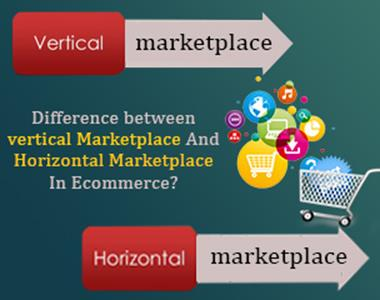 Vertical marketplace
Difference between
vertical Marketplace And
Horizontal Marketplace
In Ecommerce?
Horizontal marketplace